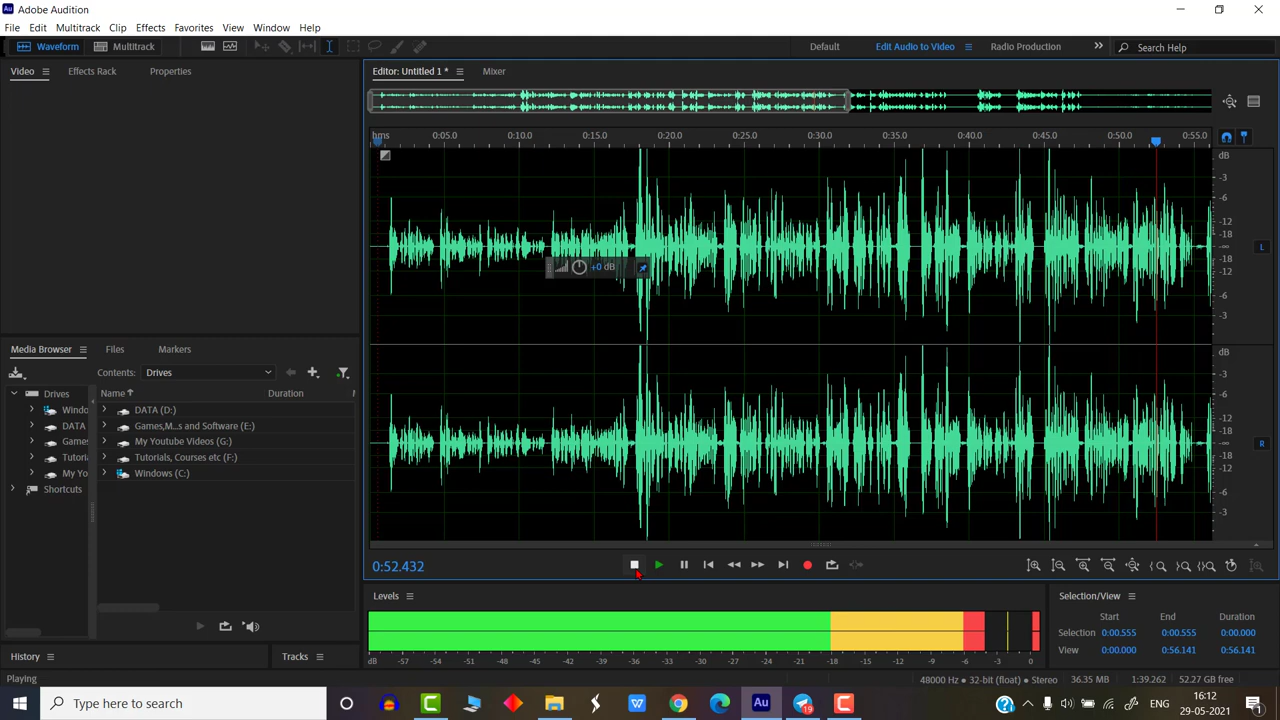 Au Adobe Audition
File Edit Multitrack Clip Effects Favorites View Window Help
Waveform Multitrack Default Edit Audio to Video Radio Production Search Help
Video Effects Rack Properties
Editor: Untitled 1 * Mixer
hms 0:05.0 0:10.0 0:15.0 0:20.0 0:25.0 0:30.0 0:35.0 0:40.0 0:45.0 0:50.0 0:55.0
dB
-3
-6
-12
-18
-∞
-18
-12
-6
-3
L
+0 dB
dB
-3
-6
-12
-18
-∞
-18
-12
-6
-3
R
Media Browser Files Markers
Contents: Drives
Drives
Windo
DATA
Games
Tutoria
My Yo
Shortcuts
Name Duration
DATA (D:)
Games,M..s and Software (E:)
My Youtube Videos (G:)
Tutorials, Courses etc (F:)
Windows (C:)
0:52.432
History Tracks
Levels
dB -57 -54 -51 -48 -45 -42 -39 -36 -33 -30 -27 -24 -21 -18 -15 -12 -9 -6 -3 0
Selection/View
Start End Duration
Selection 0:00.555 0:00.555 0:00.000
View 0:00.000 0:56.141 0:56.141
Playing
48000 Hz • 32-bit (float) • Stereo 36.35 MB 1:39.262 52.27 GB free
Type here to search
W
Au
19
ENG
16:12
29-05-2021